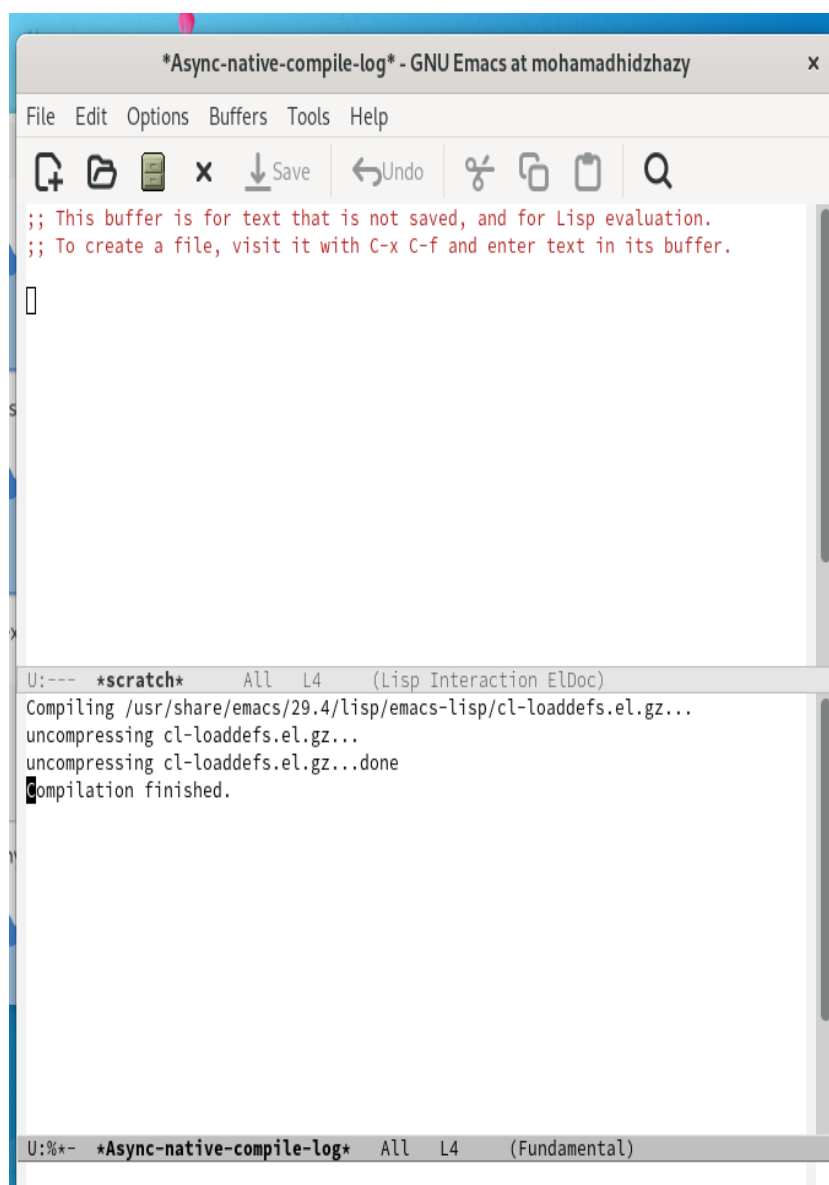 *Async-native-compile-log* - GNU Emacs at mohamadhidzhazy x
File Edit Options Buffers Tools Help
Save Undo
;; This buffer is for text that is not saved, and for Lisp evaluation.
;; To create a file, visit it with C-x C-f and enter text in its buffer.
U:--- *scratch* All L4 (Lisp Interaction ElDoc)
Compiling /usr/share/emacs/29.4/lisp/emacs-lisp/cl-loaddefs.el.gz...
uncompressing cl-loaddefs.el.gz...
uncompressing cl-loaddefs.el.gz...done
Compilation finished.
U:%*- *Async-native-compile-log* All L4 (Fundamental)